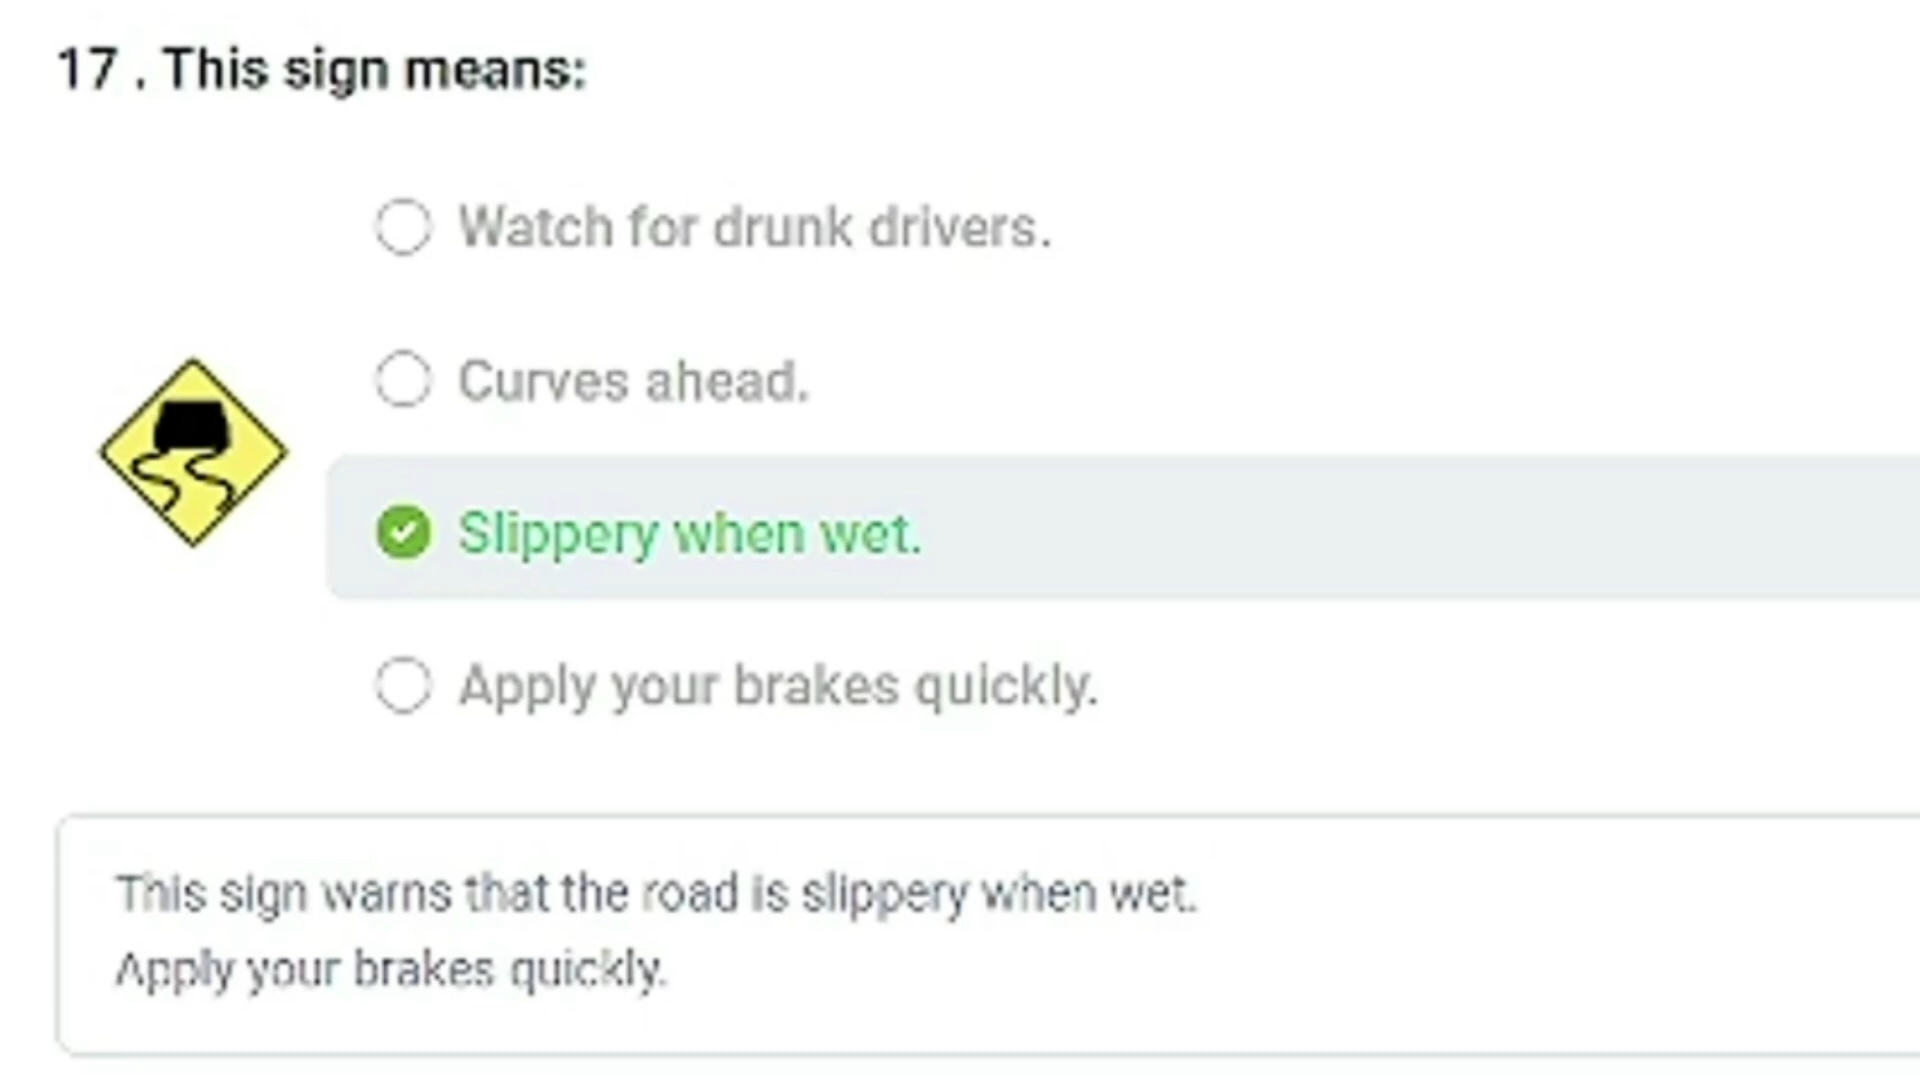 17 . This sign means:
Watch for drunk drivers.
Curves ahead.
Slippery when wet.
Apply your brakes quickly.
This sign warns that the road is slippery when wet.
Apply your brakes quickly.